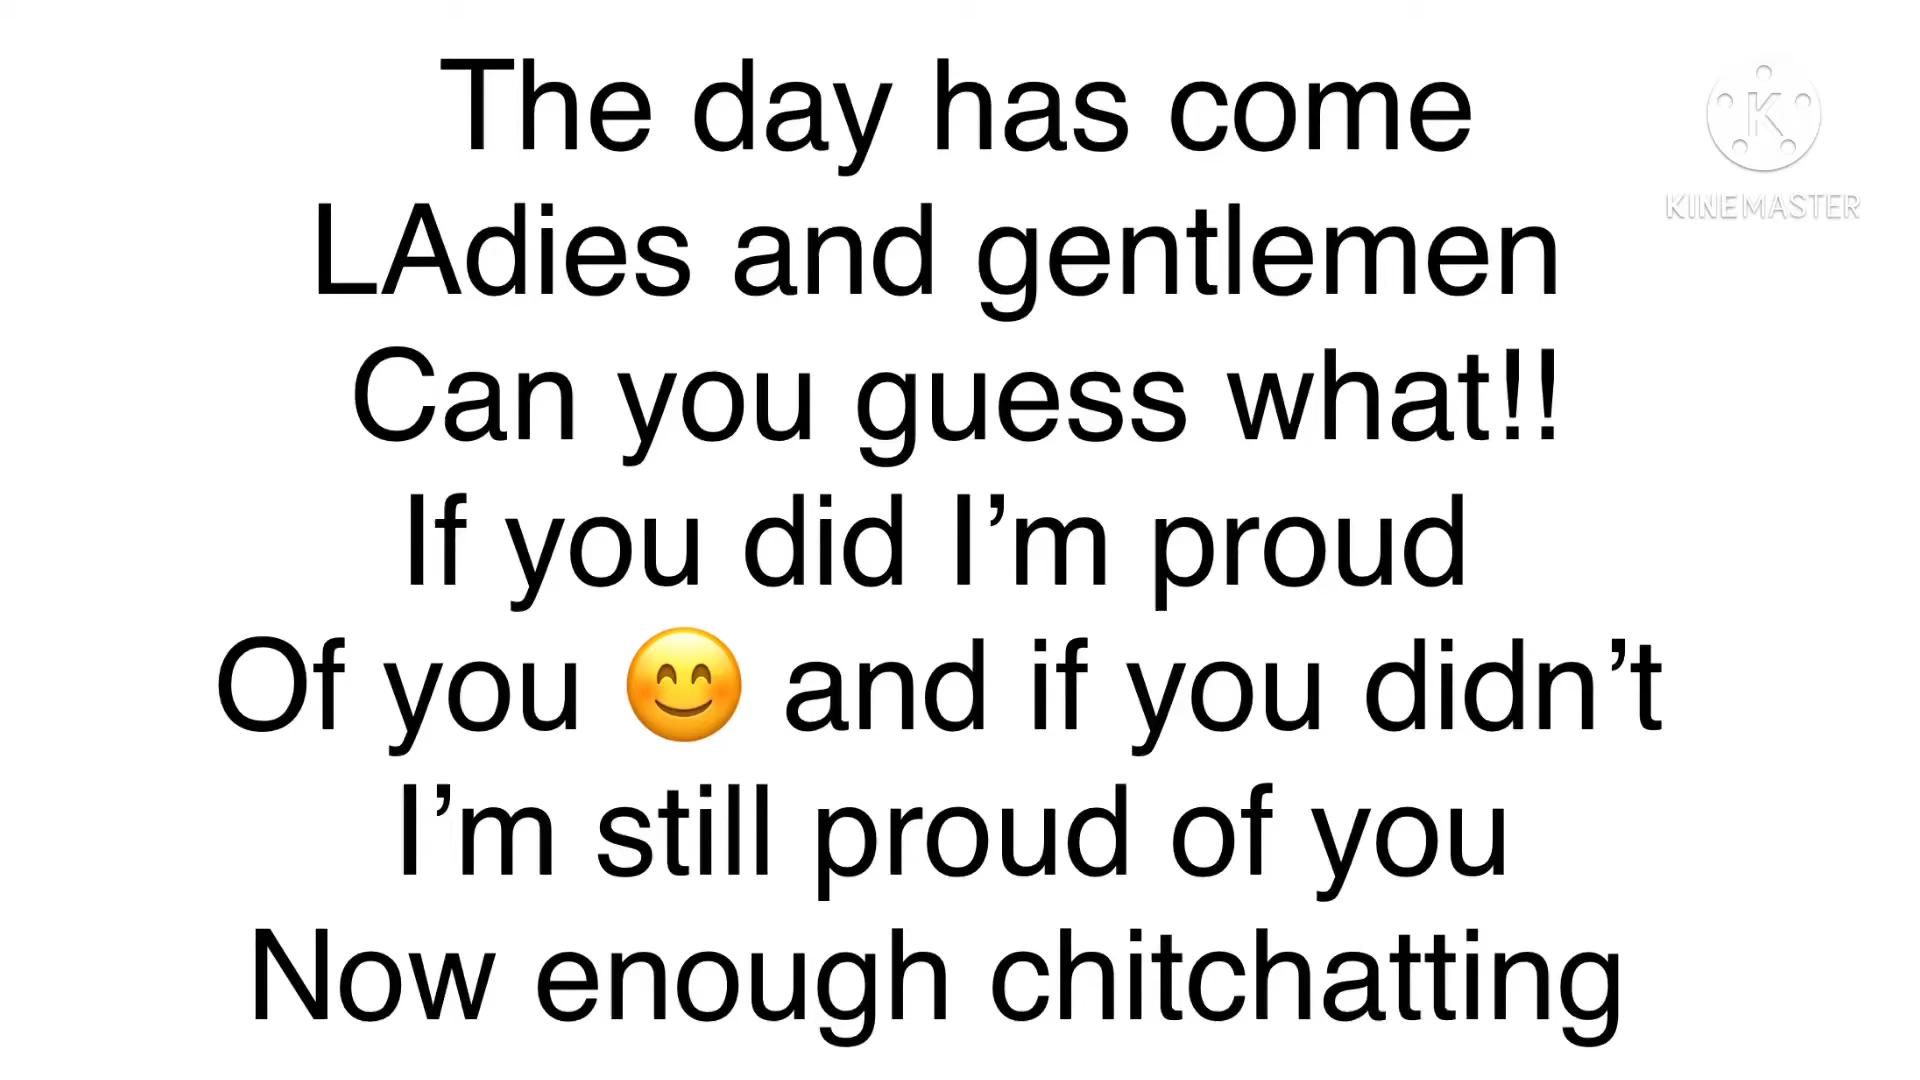 The day has come
LAdies and gentlemen
Can you guess what!!
If you did I’m proud
Of you 😊 and if you didn’t
I’m still proud of you
Now enough chitchatting
K
KINEMASTER